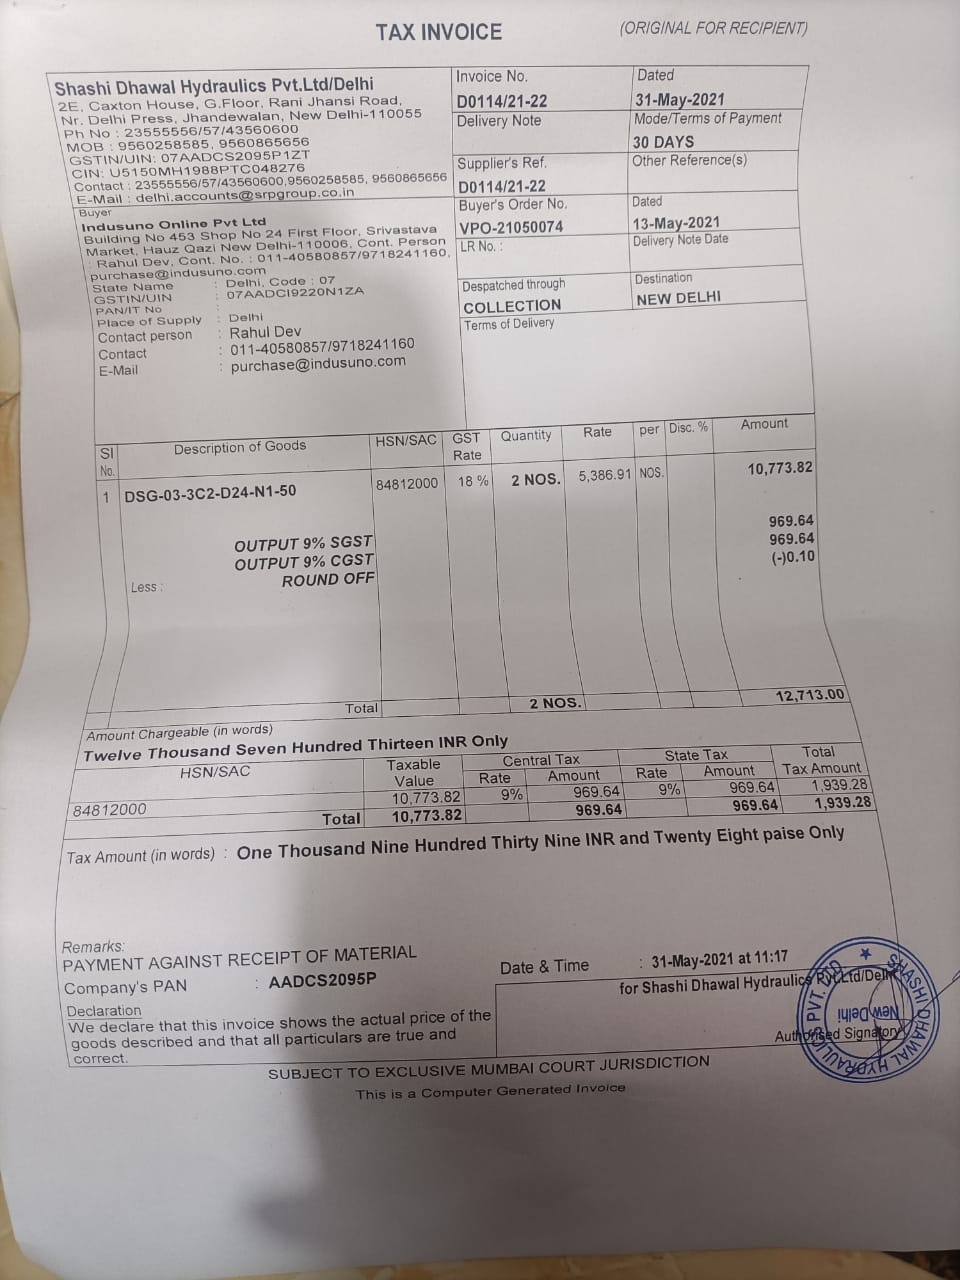 TAX INVOICE
(ORIGINAL FOR RECIPIENT)
Shashi Dhawal Hydraulics Pvt.Ltd/Delhi
2E, Caxton House, G.Floor, Rani Jhansi Road,
Nr. Delhi Press, Jhandewalan, New Delhi-110055
Ph No : 23555556/57/43560600
MOB : 9560258585, 9560865656
GSTIN/UIN: 07AADCS2095P1ZT
CIN: U5150MH1988PTC048276
Contact : 23555556/57/43560600,9560258585, 9560865656
E-Mail : delhi.accounts@srpgroup.co.in
Invoice No.
D0114/21-22
Dated
31-May-2021
Delivery Note
Mode/Terms of Payment
30 DAYS
Supplier's Ref.
D0114/21-22
Other Reference(s)
Buyer
Indusuno Online Pvt Ltd
Building No 453 Shop No 24 First Floor, Srivastava
Market, Hauz Qazi New Delhi-110006, Cont. Person
: Rahul Dev, Cont. No. : 011-40580857/9718241160,
purchase@indusuno.com
State Name : Delhi, Code : 07
GSTIN/UIN : 07AADCI9220N1ZA
PAN/IT No :
Place of Supply : Delhi
Contact person : Rahul Dev
Contact : 011-40580857/9718241160
E-Mail : purchase@indusuno.com
Buyer's Order No.
VPO-21050074
Dated
13-May-2021
LR No. :
Delivery Note Date
Despatched through
COLLECTION
Destination
NEW DELHI
Terms of Delivery
Sl No. Description of Goods HSN/SAC GST Rate Quantity Rate per Disc. % Amount
1 DSG-03-3C2-D24-N1-50 84812000 18 % 2 NOS. 5,386.91 NOS. 10,773.82
OUTPUT 9% SGST 969.64
OUTPUT 9% CGST 969.64
Less : ROUND OFF (-)0.10
Total 2 NOS. 12,713.00
Amount Chargeable (in words)
Twelve Thousand Seven Hundred Thirteen INR Only
HSN/SAC Taxable Value Central Tax State Tax Total Tax Amount
Rate Amount Rate Amount
84812000 10,773.82 9% 969.64 9% 969.64 1,939.28
Total 10,773.82 969.64 969.64 1,939.28
Tax Amount (in words) : One Thousand Nine Hundred Thirty Nine INR and Twenty Eight paise Only
Remarks:
PAYMENT AGAINST RECEIPT OF MATERIAL
Company's PAN : AADCS2095P
Declaration
We declare that this invoice shows the actual price of the
goods described and that all particulars are true and
correct.
Date & Time : 31-May-2021 at 11:17
for Shashi Dhawal Hydraulics Pvt.Ltd/Delhi
Authorised Signatory
SHASHI DHAWAL HYDRAULICS PVT. LTD
New Delhi
SUBJECT TO EXCLUSIVE MUMBAI COURT JURISDICTION
This is a Computer Generated Invoice